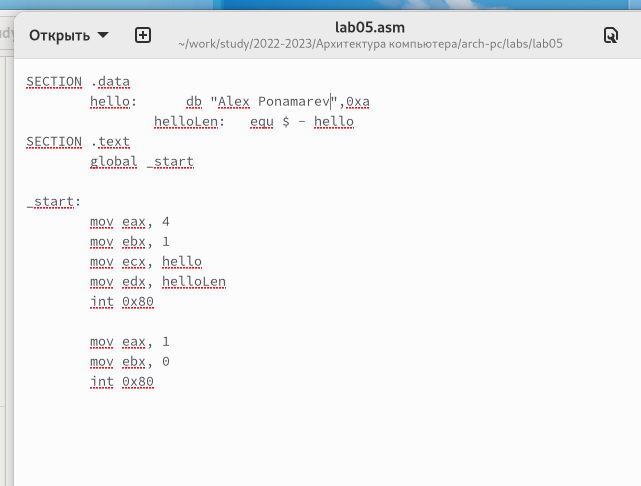 lab05.asm
Открыть
~/work/study/2022-2023/Архитектура компьютера/arch-pc/labs/lab05
SECTION .data
hello: db "Alex Ponamarev",0xa
helloLen: equ $ - hello
SECTION .text
global _start
_start:
mov eax, 4
mov ebx, 1
mov ecx, hello
mov edx, helloLen
int 0x80
mov eax, 1
mov ebx, 0
int 0x80